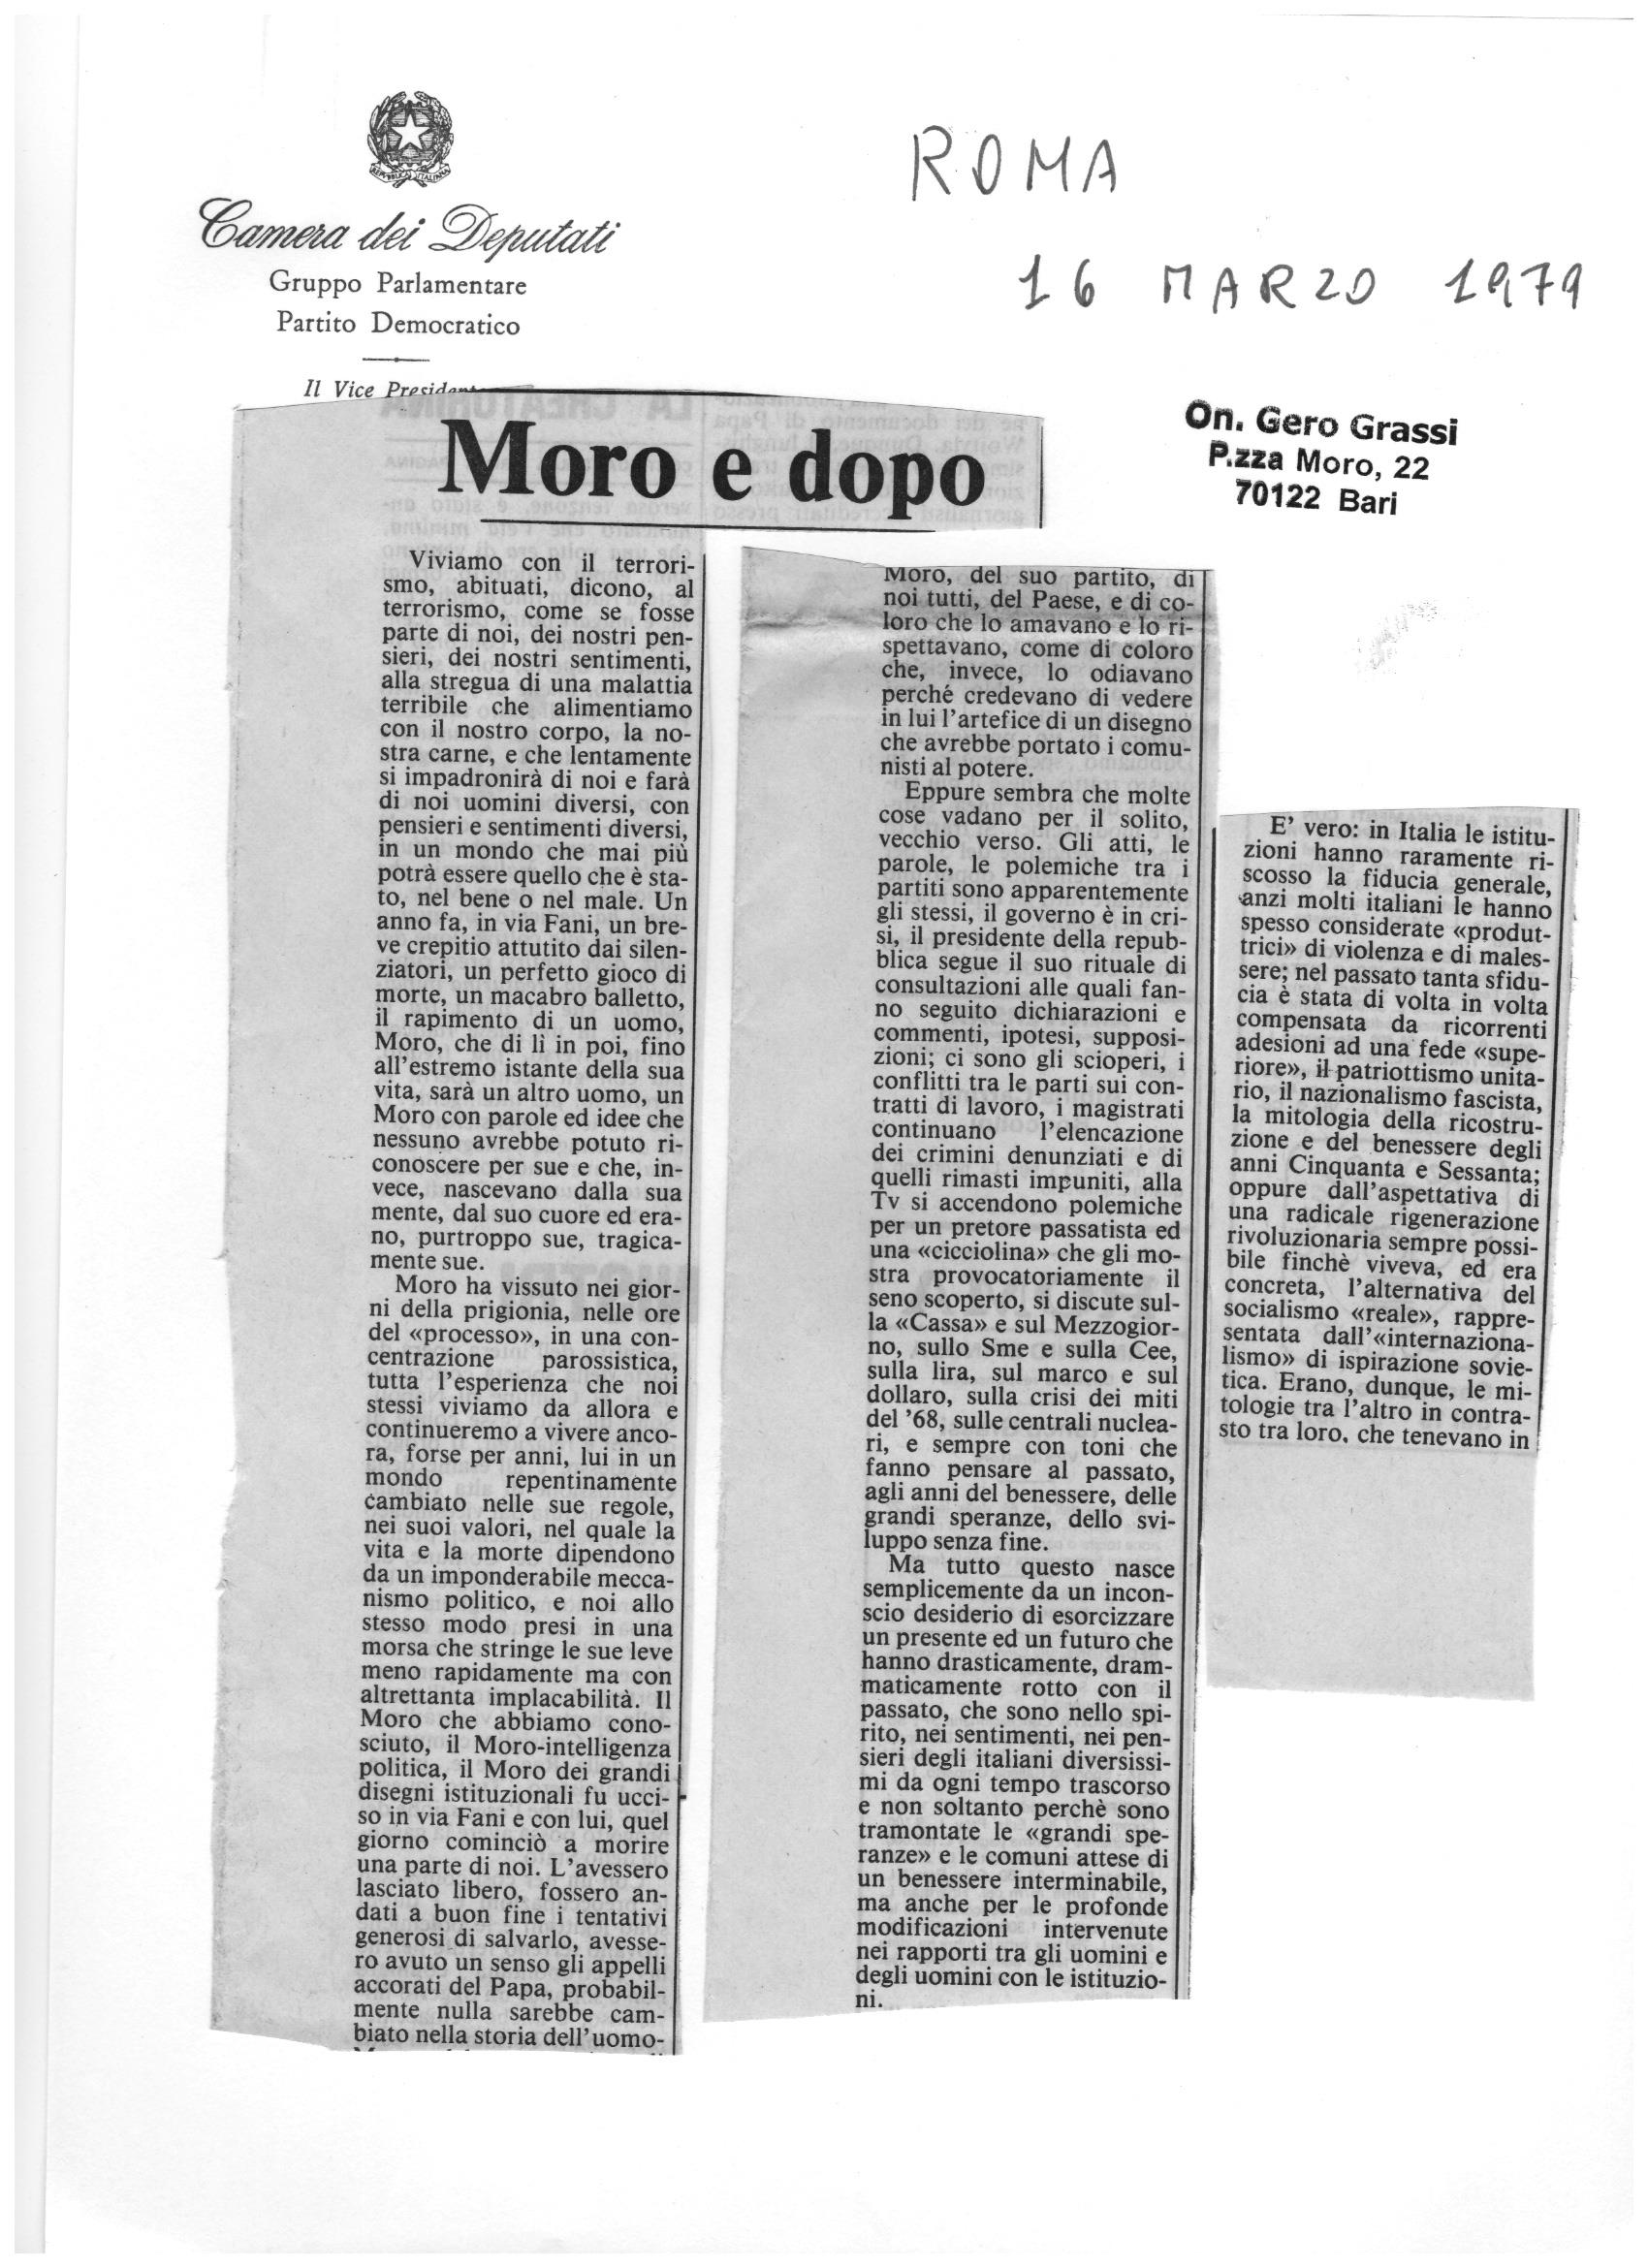 REPVBBLICA ITALIANA
Camera dei Deputati
Gruppo Parlamentare
Partito Democratico
Il Vice
ROMA
16 MARZO 1979
On. Gero Grassi
P.zza Moro, 22
70122 Bari
Moro e dopo
Viviamo con il terrori-
smo, abituati, dicono, al
terrorismo, come se fosse
parte di noi, dei nostri pen-
sieri, dei nostri sentimenti,
alla stregua di una malattia
terribile che alimentiamo
con il nostro corpo, la no-
stra carne, e che lentamente
si impadronirà di noi e farà
di noi uomini diversi, con
pensieri e sentimenti diversi,
in un mondo che mai più
potrà essere quello che è sta-
to, nel bene o nel male. Un
anno fa, in via Fani, un bre-
ve crepitio attutito dai silen-
ziatori, un perfetto gioco di
morte, un macabro balletto,
il rapimento di un uomo,
Moro, che di lì in poi, fino
all'estremo istante della sua
vita, sarà un altro uomo, un
Moro con parole ed idee che
nessuno avrebbe potuto ri-
conoscere per sue e che, in-
vece, nascevano dalla sua
mente, dal suo cuore ed era-
no, purtroppo sue, tragica-
mente sue.
Moro ha vissuto nei gior-
ni della prigionia, nelle ore
del «processo», in una con-
centrazione parossistica,
tutta l'esperienza che noi
stessi viviamo da allora e
continueremo a vivere anco-
ra, forse per anni, lui in un
mondo repentinamente
cambiato nelle sue regole,
nei suoi valori, nel quale la
vita e la morte dipendono
da un imponderabile mecca-
nismo politico, e noi allo
stesso modo presi in una
morsa che stringe le sue leve
meno rapidamente ma con
altrettanta implacabilità. Il
Moro che abbiamo cono-
sciuto, il Moro-intelligenza
politica, il Moro dei grandi
disegni istituzionali fu ucci-
so in via Fani e con lui, quel
giorno cominciò a morire
una parte di noi. L'avessero
lasciato libero, fossero an-
dati a buon fine i tentativi
generosi di salvarlo, avesse-
ro avuto un senso gli appelli
accorati del Papa, probabil-
mente nulla sarebbe cam-
biato nella storia dell'uomo-
Moro, del suo partito, di
noi tutti, del Paese, e di co-
loro che lo amavano e lo ri-
spettavano, come di coloro
che, invece, lo odiavano
perché credevano di vedere
in lui l'artefice di un disegno
che avrebbe portato i comu-
nisti al potere.
Eppure sembra che molte
cose vadano per il solito,
vecchio verso. Gli atti, le
parole, le polemiche tra i
partiti sono apparentemente
gli stessi, il governo è in cri-
si, il presidente della repub-
blica segue il suo rituale di
consultazioni alle quali fan-
no seguito dichiarazioni e
commenti, ipotesi, supposi-
zioni; ci sono gli scioperi, i
conflitti tra le parti sui con-
tratti di lavoro, i magistrati
continuano l'elencazione
dei crimini denunziati e di
quelli rimasti impuniti, alla
Tv si accendono polemiche
per un pretore passatista ed
una «cicciolina» che gli mo-
stra provocatoriamente il
seno scoperto, si discute sul-
la «Cassa» e sul Mezzogior-
no, sullo Sme e sulla Cee,
sulla lira, sul marco e sul
dollaro, sulla crisi dei miti
del '68, sulle centrali nuclea-
ri, e sempre con toni che
fanno pensare al passato,
agli anni del benessere, delle
grandi speranze, dello svi-
luppo senza fine.
Ma tutto questo nasce
semplicemente da un incon-
scio desiderio di esorcizzare
un presente ed un futuro che
hanno drasticamente, dram-
maticamente rotto con il
passato, che sono nello spi-
rito, nei sentimenti, nei pen-
sieri degli italiani diversissi-
mi da ogni tempo trascorso
e non soltanto perchè sono
tramontate le «grandi spe-
ranze» e le comuni attese di
un benessere interminabile,
ma anche per le profonde
modificazioni intervenute
nei rapporti tra gli uomini e
degli uomini con le istituzio-
ni.
E' vero: in Italia le istitu-
zioni hanno raramente ri-
scosso la fiducia generale,
anzi molti italiani le hanno
spesso considerate «produt-
trici» di violenza e di males-
sere; nel passato tanta sfidu-
cia è stata di volta in volta
compensata da ricorrenti
adesioni ad una fede «supe-
riore», il patriottismo unita-
rio, il nazionalismo fascista,
la mitologia della ricostru-
zione e del benessere degli
anni Cinquanta e Sessanta;
oppure dall'aspettativa di
una radicale rigenerazione
rivoluzionaria sempre possi-
bile finchè viveva, ed era
concreta, l'alternativa del
socialismo «reale», rappre-
sentata dall'«internaziona-
lismo» di ispirazione sovie-
tica. Erano, dunque, le mi-
tologie tra l'altro in contra-
sto tra loro, che tenevano in